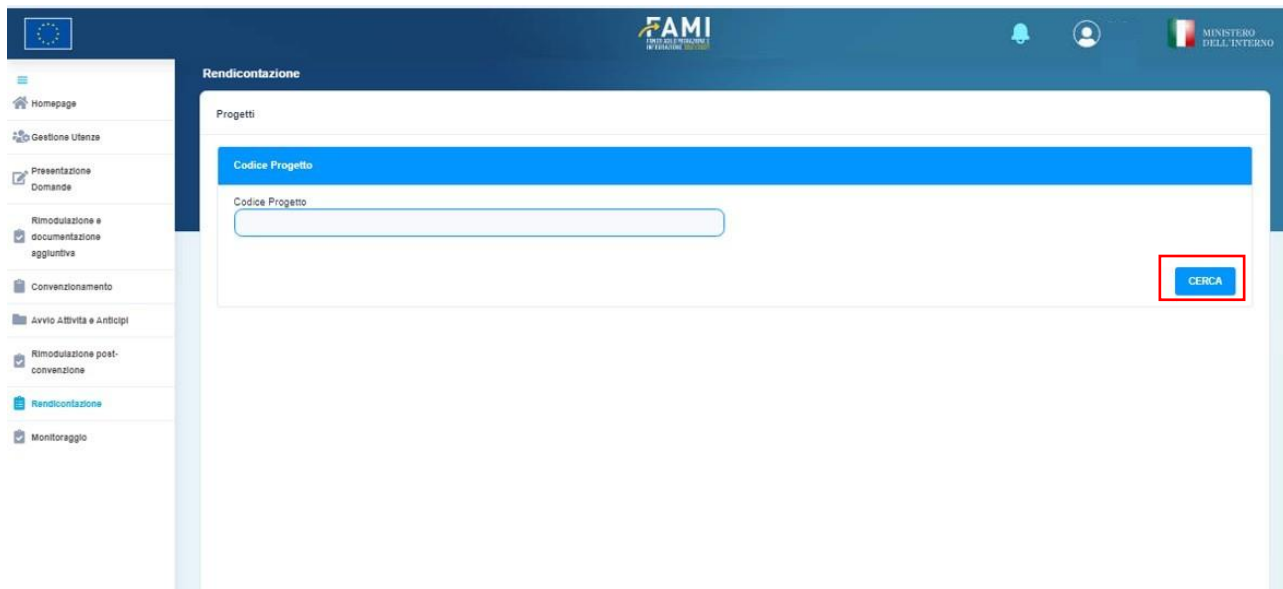 FAMI
MINISTERO
DELL'INTERNO
Rendicontazione
Homepage
Gestione Utenze
Presentazione
Domande
Rimodulazione e
documentazione
aggiuntiva
Convenzionamento
Avvio Attività e Anticipi
Rimodulazione post-
convenzione
Rendicontazione
Monitoraggio
Progetti
Codice Progetto
Codice Progetto
CERCA